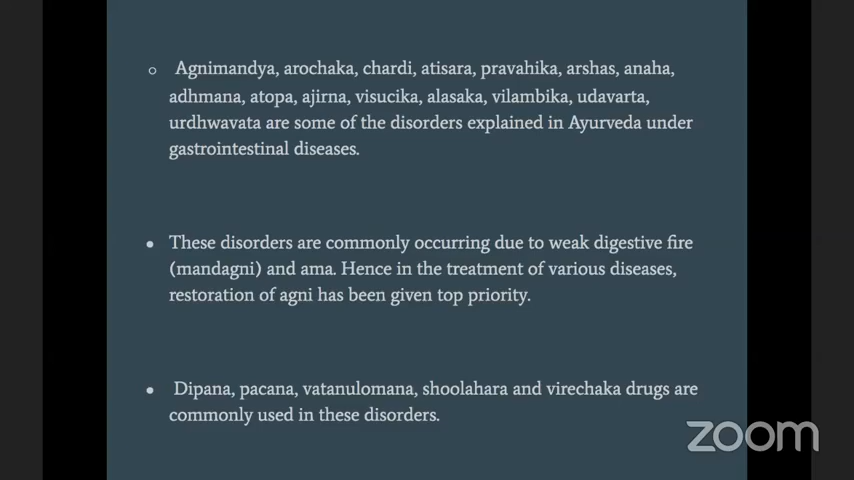 Agnimandya, arochaka, chardi, atisara, pravahika, arshas, anaha,
adhmana, atopa, ajirna, visucika, alasaka, vilambika, udavarta,
urdhwavata are some of the disorders explained in Ayurveda under
gastrointestinal diseases.
These disorders are commonly occurring due to weak digestive fire
(mandagni) and ama. Hence in the treatment of various diseases,
restoration of agni has been given top priority.
Dipana, pacana, vatanulomana, shoolahara and virechaka drugs are
commonly used in these disorders.
zoom